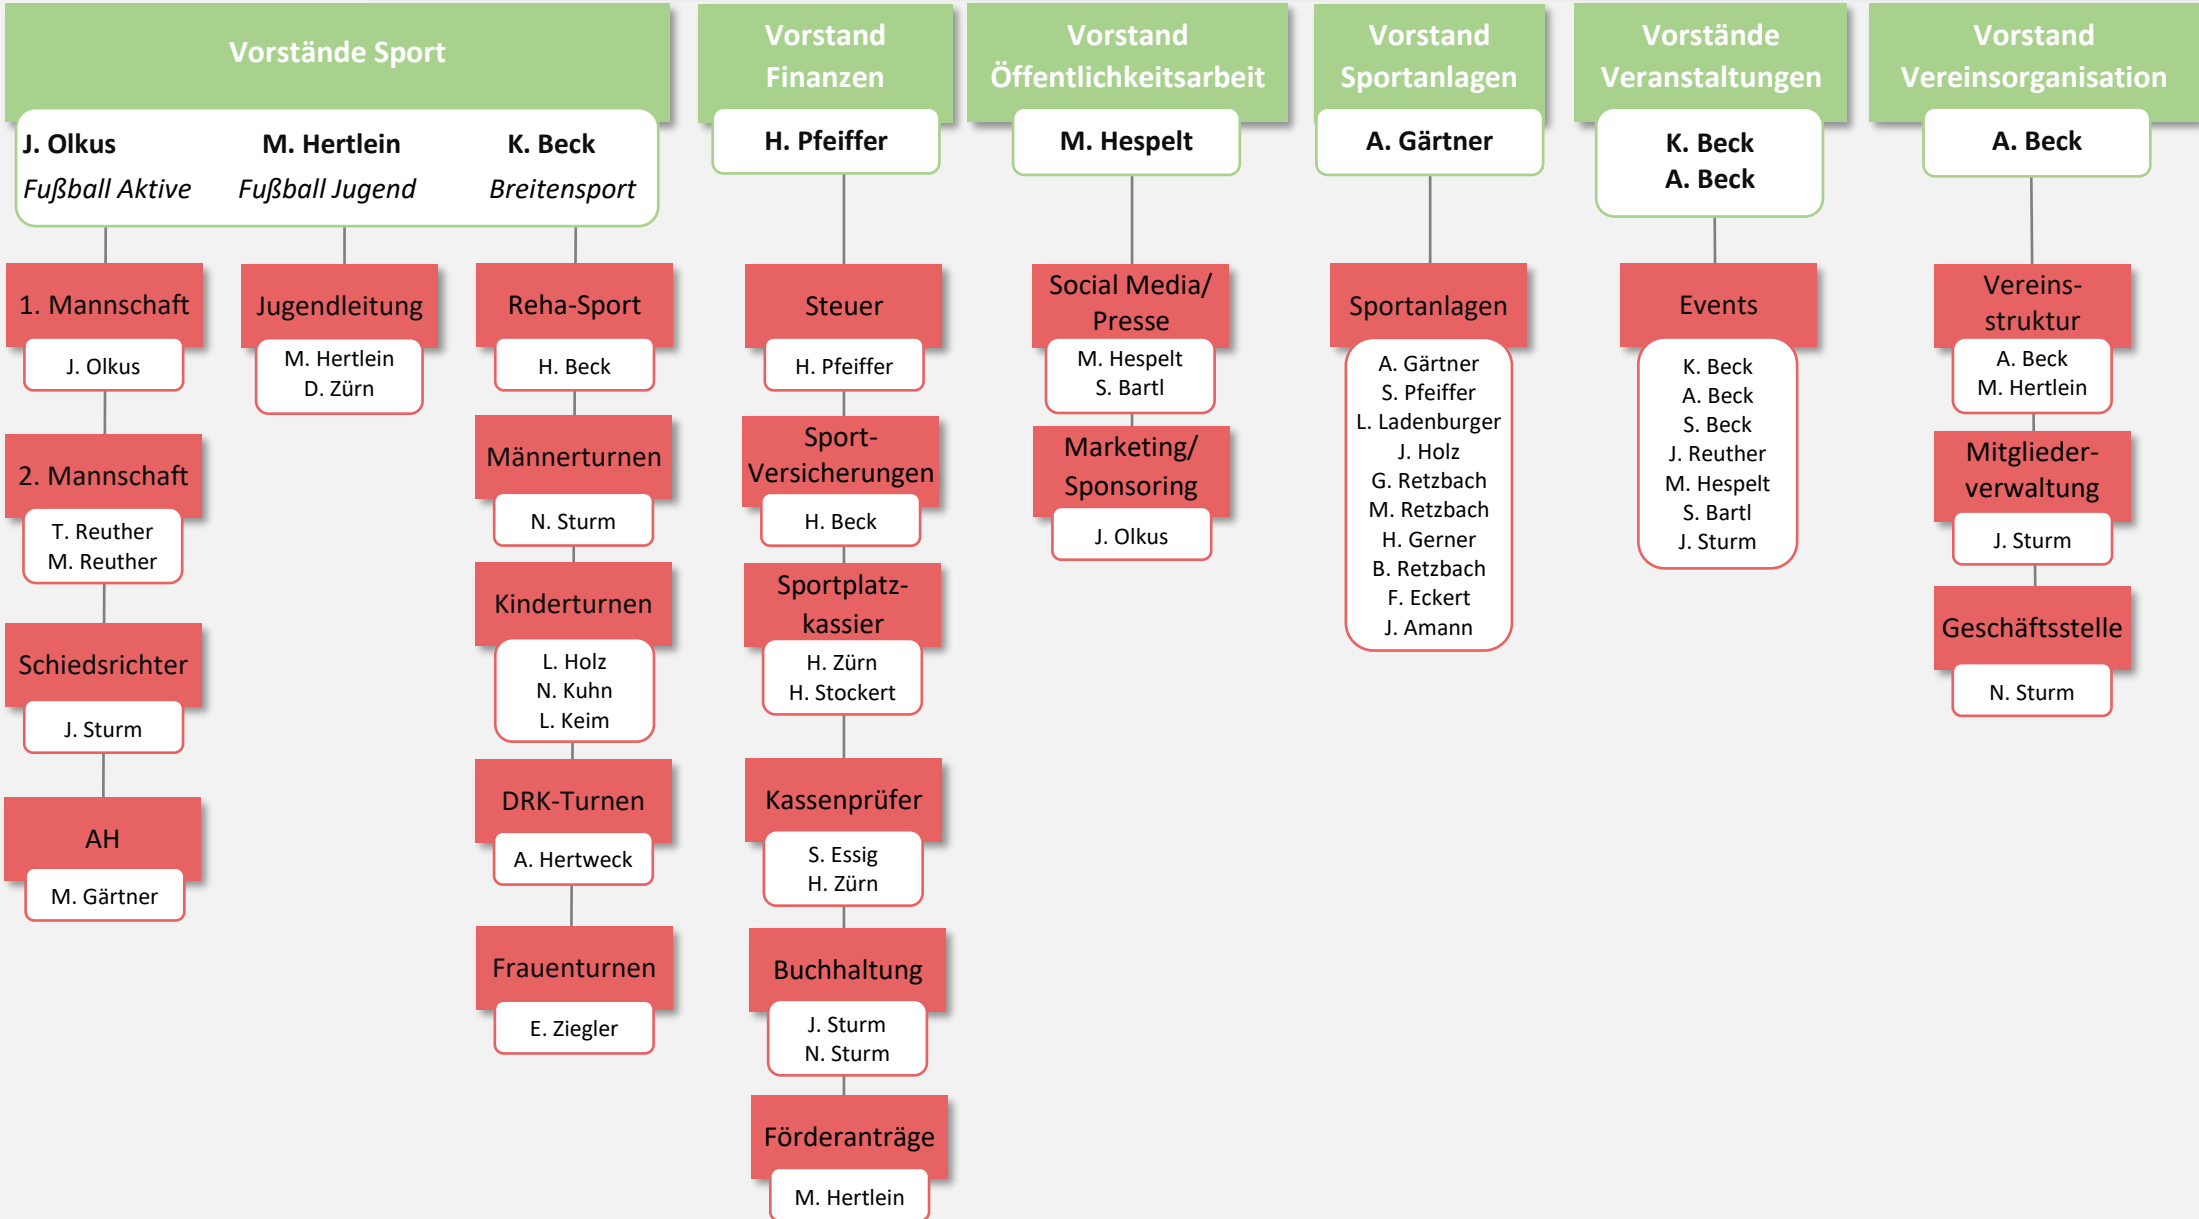 Vorstände Sport
J. Olkus
Fußball Aktive
M. Hertlein
Fußball Jugend
K. Beck
Breitensport
1. Mannschaft
J. Olkus
2. Mannschaft
T. Reuther
M. Reuther
Schiedsrichter
J. Sturm
AH
M. Gärtner
Jugendleitung
M. Hertlein
D. Zürn
Reha-Sport
H. Beck
Männerturnen
N. Sturm
Kinderturnen
L. Holz
N. Kuhn
L. Keim
DRK-Turnen
A. Hertweck
Frauenturnen
E. Ziegler
Vorstand
Finanzen
H. Pfeiffer
Steuer
H. Pfeiffer
Sport-
Versicherungen
H. Beck
Sportplatz-
kassier
H. Zürn
H. Stockert
Kassenprüfer
S. Essig
H. Zürn
Buchhaltung
J. Sturm
N. Sturm
Förderanträge
M. Hertlein
Vorstand
Öffentlichkeitsarbeit
M. Hespelt
Social Media/
Presse
M. Hespelt
S. Bartl
Marketing/
Sponsoring
J. Olkus
Vorstand
Sportanlagen
A. Gärtner
Sportanlagen
A. Gärtner
S. Pfeiffer
L. Ladenburger
J. Holz
G. Retzbach
M. Retzbach
H. Gerner
B. Retzbach
F. Eckert
J. Amann
Vorstände
Veranstaltungen
K. Beck
A. Beck
Events
K. Beck
A. Beck
S. Beck
J. Reuther
M. Hespelt
S. Bartl
J. Sturm
Vorstand
Vereinsorganisation
A. Beck
Vereins-
struktur
A. Beck
M. Hertlein
Mitglieder-
verwaltung
J. Sturm
Geschäftsstelle
N. Sturm